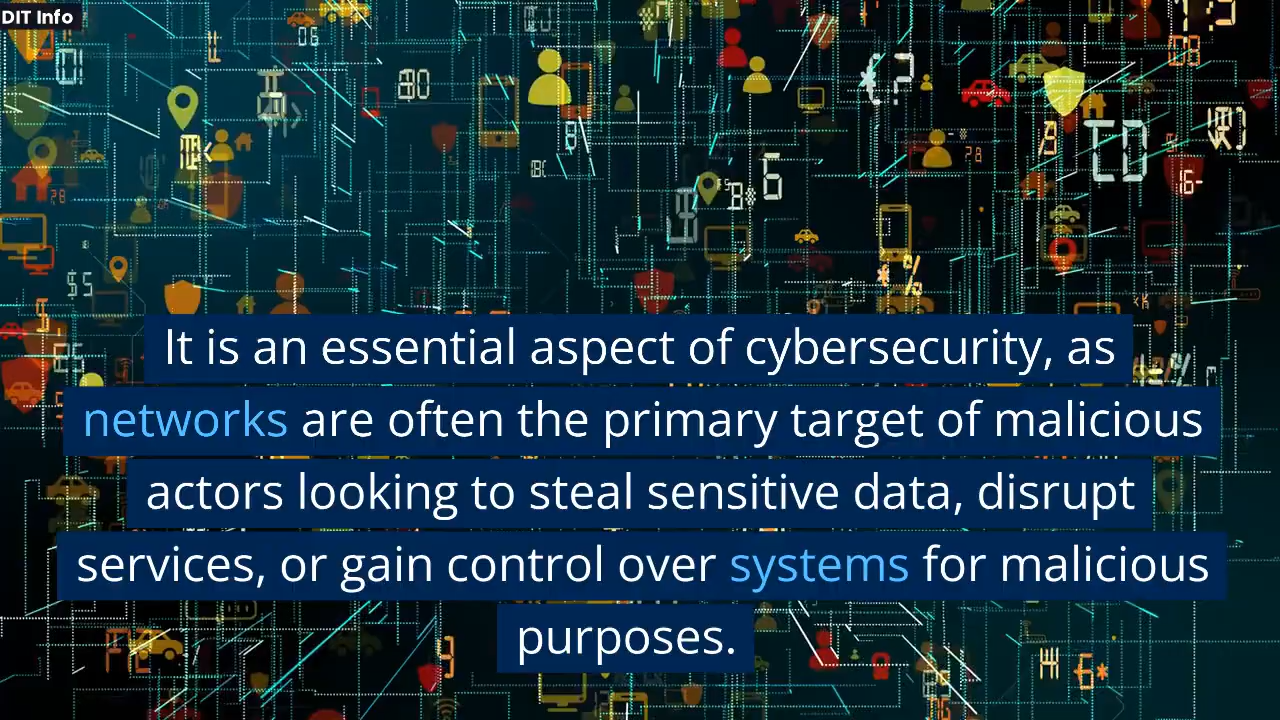 DIT Info
It is an essential aspect of cybersecurity, as
networks are often the primary target of malicious
actors looking to steal sensitive data, disrupt
services, or gain control over systems for malicious
purposes.